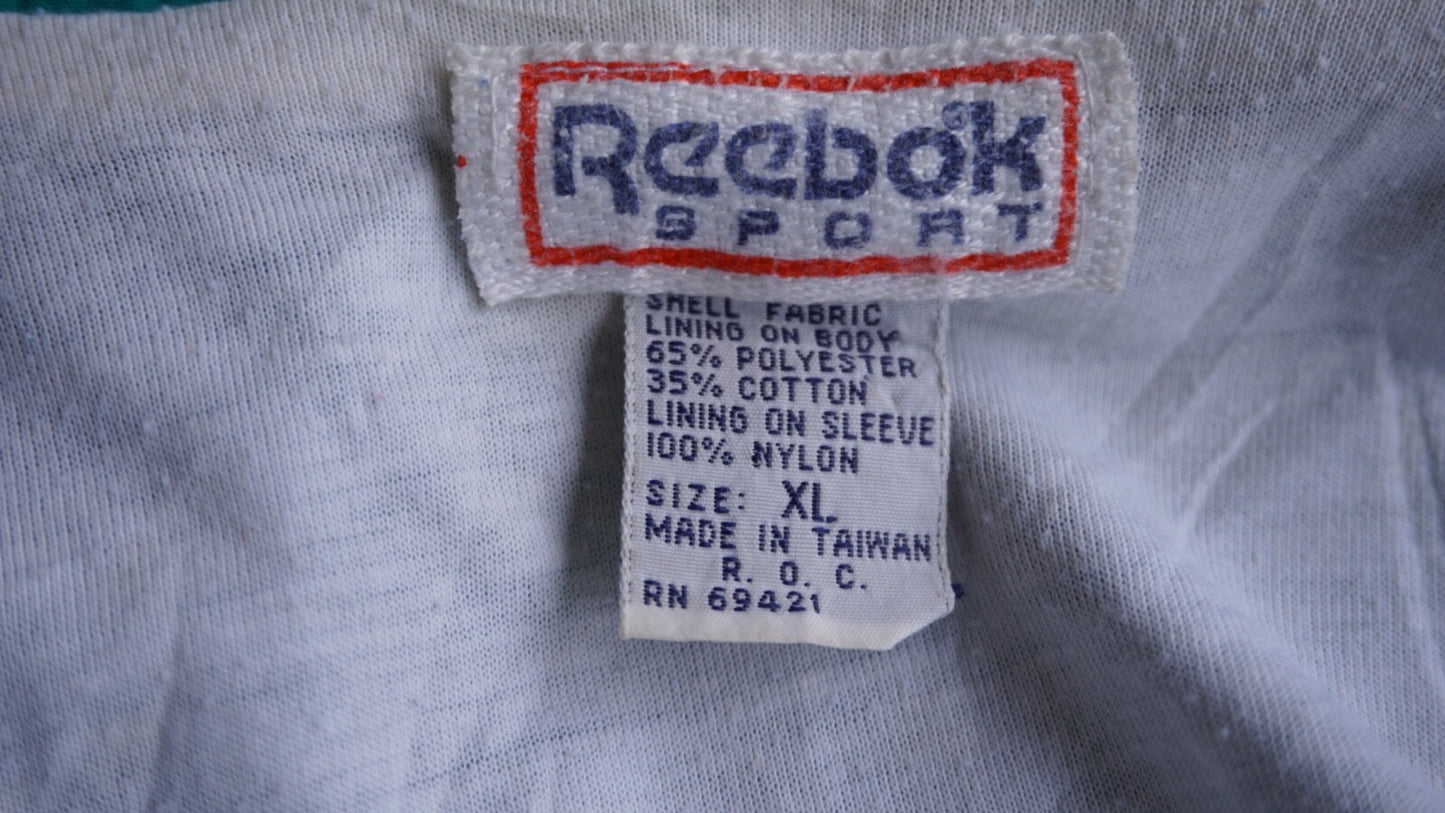 Reebok
SPORT
SHELL FABRIC
LINING ON BODY
65% POLYESTER
35% COTTON
LINING ON SLEEVE
100% NYLON
SIZE: XL
MADE IN TAIWAN
R. O. C.
RN 69421